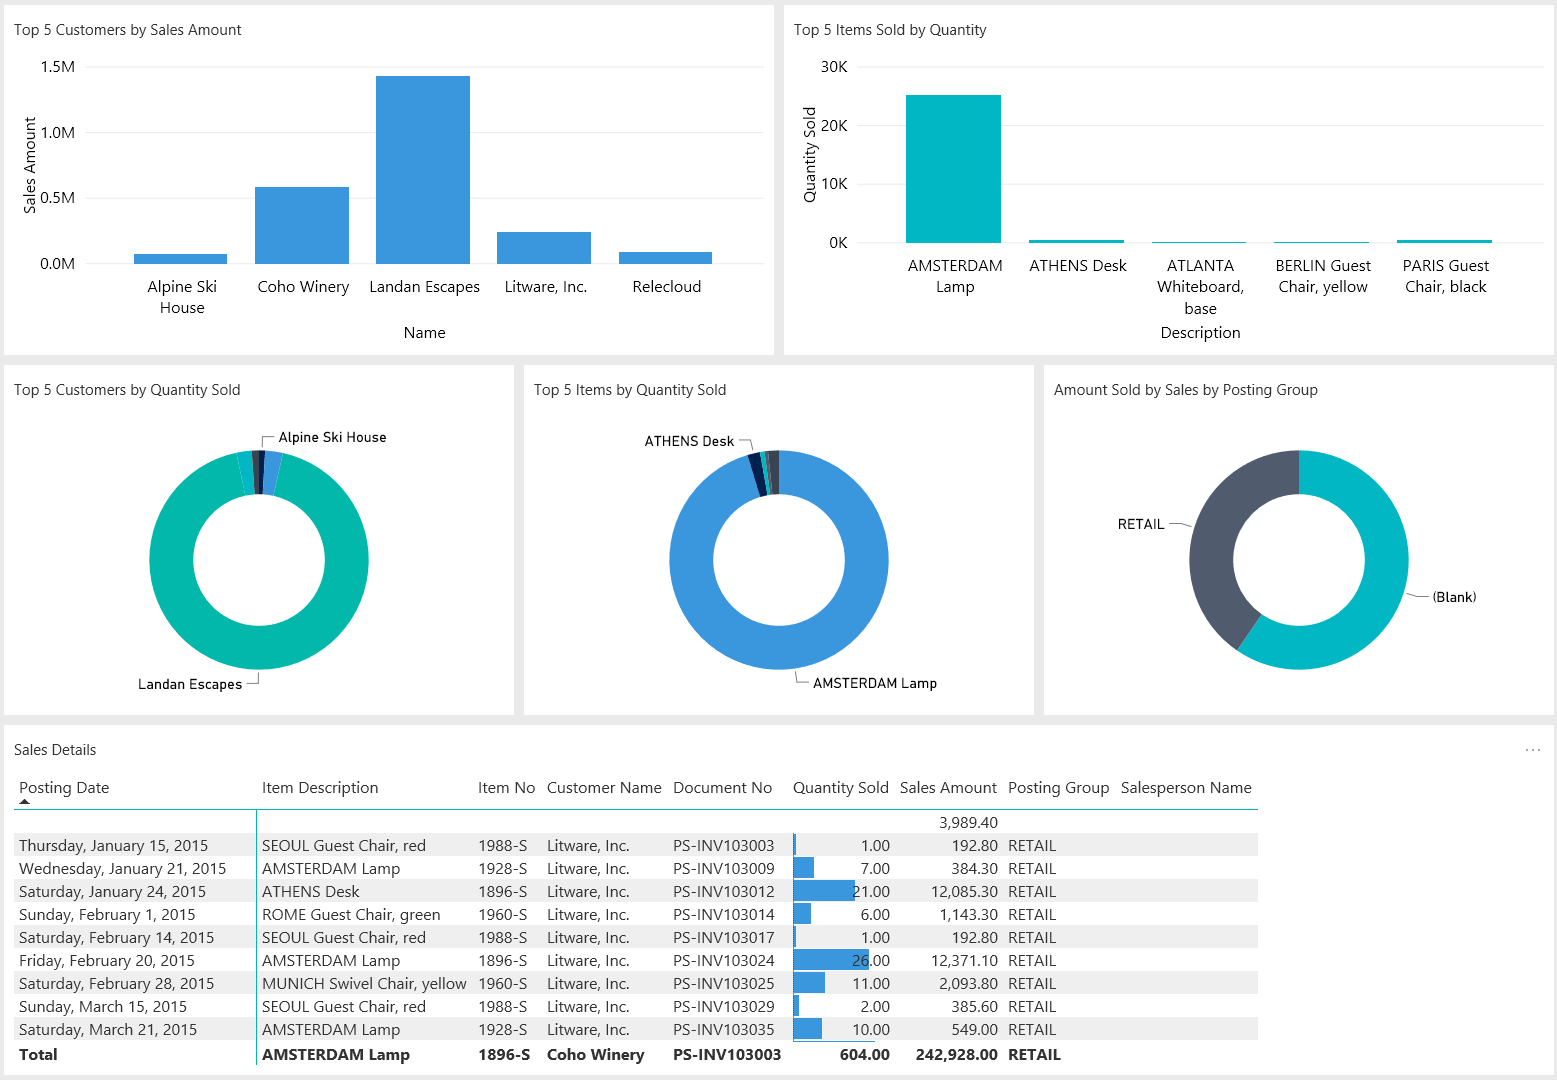 Top 5 Customers by Sales Amount
1.5M
1.0M
0.5M
0.0M
Sales Amount
Alpine Ski
House
Coho Winery
Landan Escapes
Litware, Inc.
Relecloud
Name
Top 5 Items Sold by Quantity
30K
20K
10K
0K
Quantity Sold
AMSTERDAM
Lamp
ATHENS Desk
ATLANTA
Whiteboard,
base
BERLIN Guest
Chair, yellow
PARIS Guest
Chair, black
Description
Top 5 Customers by Quantity Sold
Alpine Ski House
Landan Escapes
Top 5 Items by Quantity Sold
ATHENS Desk
AMSTERDAM Lamp
Amount Sold by Sales by Posting Group
RETAIL
(Blank)
Sales Details
...
Posting Date Item Description Item No Customer Name Document No Quantity Sold Sales Amount Posting Group Salesperson Name
3,989.40
Thursday, January 15, 2015 SEOUL Guest Chair, red 1988-S Litware, Inc. PS-INV103003 1.00 192.80 RETAIL
Wednesday, January 21, 2015 AMSTERDAM Lamp 1928-S Litware, Inc. PS-INV103009 7.00 384.30 RETAIL
Saturday, January 24, 2015 ATHENS Desk 1896-S Litware, Inc. PS-INV103012 21.00 12,085.30 RETAIL
Sunday, February 1, 2015 ROME Guest Chair, green 1960-S Litware, Inc. PS-INV103014 6.00 1,143.30 RETAIL
Saturday, February 14, 2015 SEOUL Guest Chair, red 1988-S Litware, Inc. PS-INV103017 1.00 192.80 RETAIL
Friday, February 20, 2015 AMSTERDAM Lamp 1896-S Litware, Inc. PS-INV103024 26.00 12,371.10 RETAIL
Saturday, February 28, 2015 MUNICH Swivel Chair, yellow 1960-S Litware, Inc. PS-INV103025 11.00 2,093.80 RETAIL
Sunday, March 15, 2015 SEOUL Guest Chair, red 1988-S Litware, Inc. PS-INV103029 2.00 385.60 RETAIL
Saturday, March 21, 2015 AMSTERDAM Lamp 1928-S Litware, Inc. PS-INV103035 10.00 549.00 RETAIL
Total AMSTERDAM Lamp 1896-S Coho Winery PS-INV103003 604.00 242,928.00 RETAIL